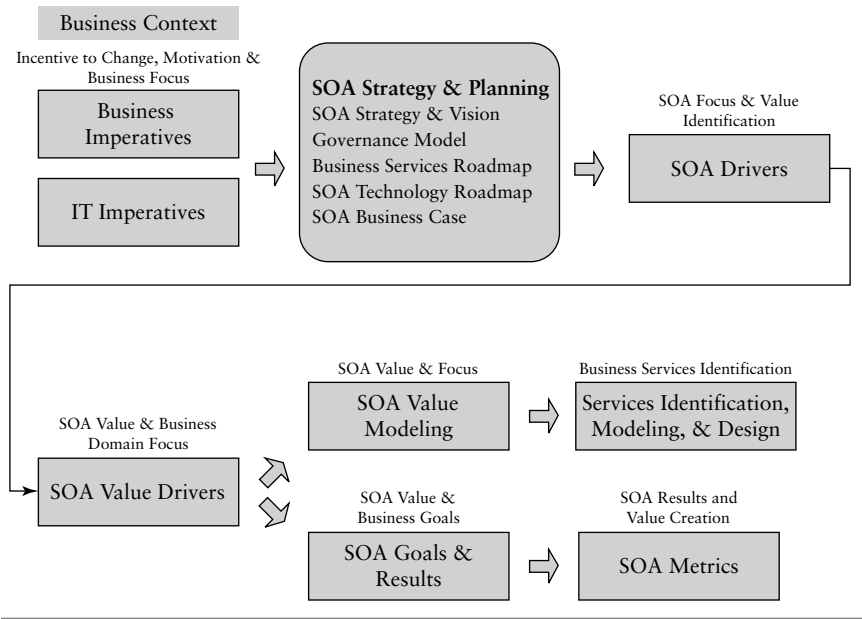 Business Context
Incentive to Change, Motivation &
Business Focus
Business
Imperatives
IT Imperatives
SOA Strategy & Planning
SOA Strategy & Vision
Governance Model
Business Services Roadmap
SOA Technology Roadmap
SOA Business Case
SOA Focus & Value
Identification
SOA Drivers
SOA Value & Business
Domain Focus
SOA Value Drivers
SOA Value & Focus
SOA Value
Modeling
Business Services Identification
Services Identification,
Modeling, & Design
SOA Value &
Business Goals
SOA Goals &
Results
SOA Results and
Value Creation
SOA Metrics